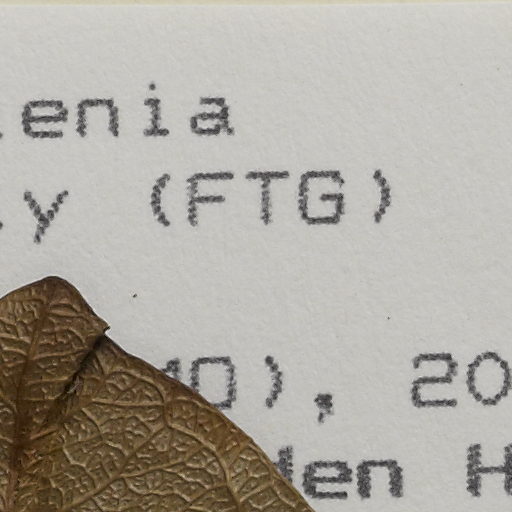 enia
y (FTG)
), 20
den H